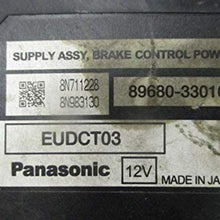 SUPPLY ASSY, BRAKE CONTROL POW
8N711228
8N983130
89680-33010
EUDCT03
Panasonic 12V
MADE IN JA